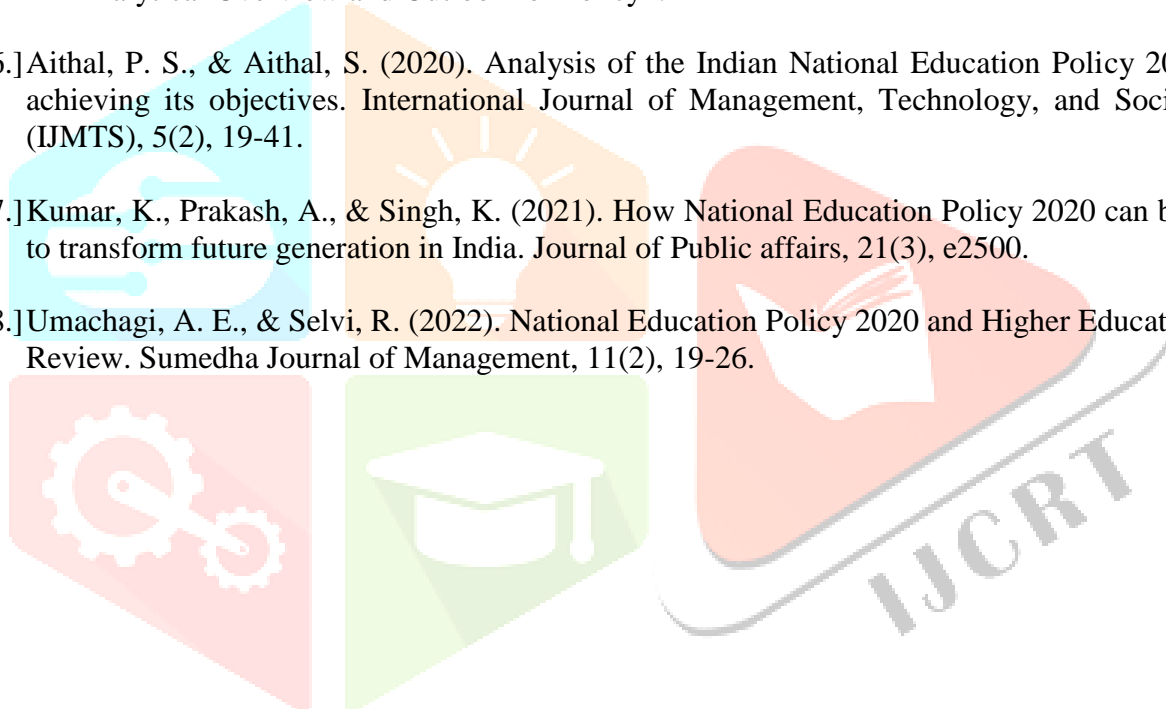 6.] Aithal, P. S., & Aithal, S. (2020). Analysis of the Indian National Education Policy 20
achieving its objectives. International Journal of Management, Technology, and Soci
(IJMTS), 5(2), 19-41.
7.] Kumar, K., Prakash, A., & Singh, K. (2021). How National Education Policy 2020 can b
to transform future generation in India. Journal of Public affairs, 21(3), e2500.
8.] Umachagi, A. E., & Selvi, R. (2022). National Education Policy 2020 and Higher Educat
Review. Sumedha Journal of Management, 11(2), 19-26.
IJCRT